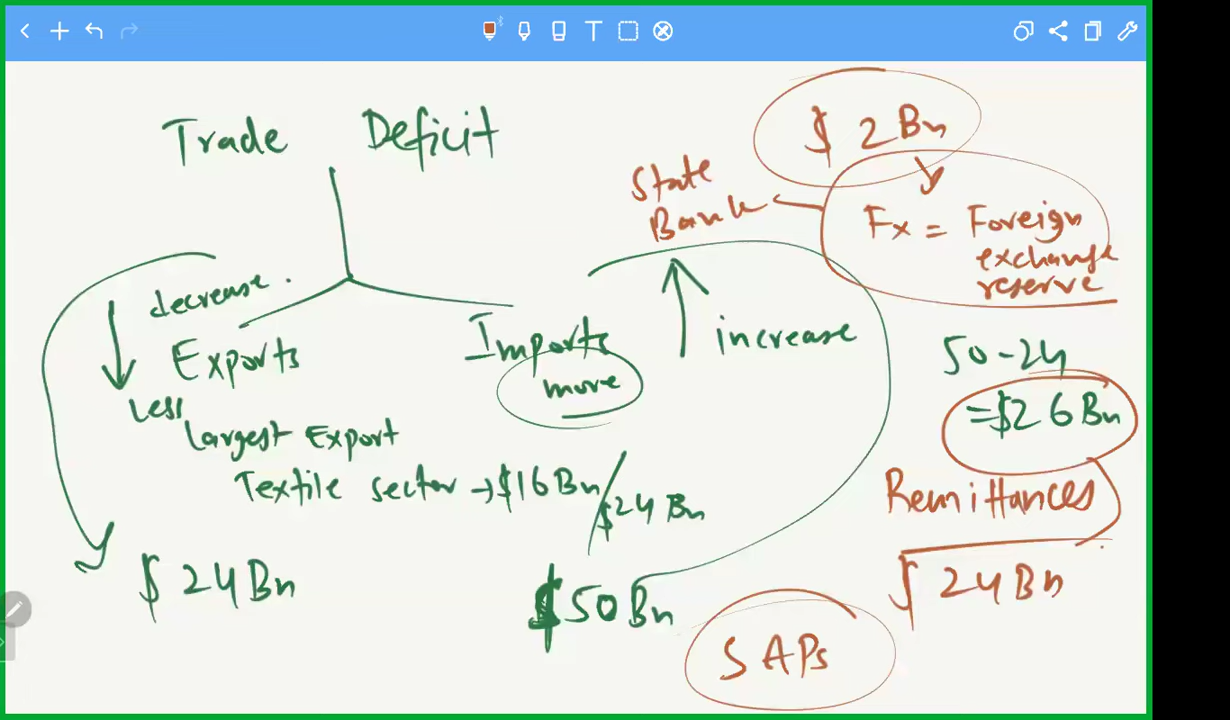 Trade Deficit
$ 2 Bn
State
Bank
Fx = Foreign
exchange
reserve
decrease.
Exports
Less
Imports
more
increase
50-24
=$26 Bn
Largest Export
Textile sector → $16 Bn/$24 Bn
Remittances
$ 24 Bn
$ 24 Bn
$50 Bn
SAPs